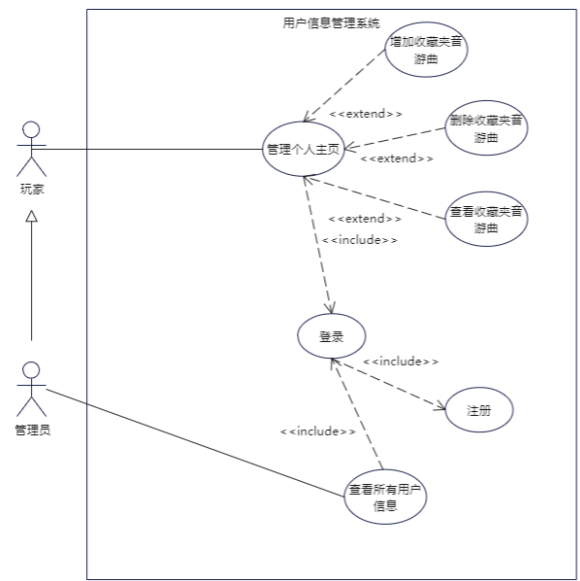 用户信息管理系统
增加收藏夹音
游曲
<<extend>>
删除收藏夹音
游曲
管理个人主页
<<extend>>
玩家
查看收藏夹音
游曲
<<extend>>
<<include>>
登录
<<include>>
注册
管理员
<<include>>
查看所有用户
信息